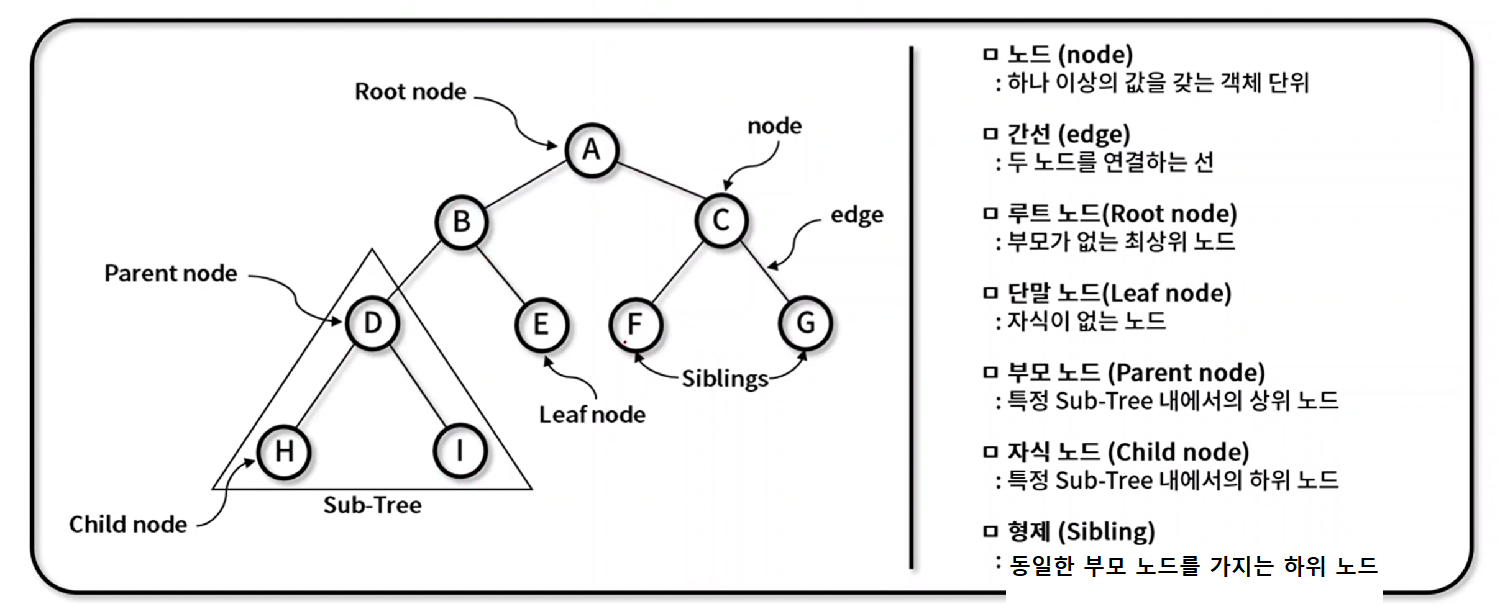 Root node
A
node
B
C
edge
Parent node
D
E
F
G
Siblings
Leaf node
H
I
Sub-Tree
Child node
ㅁ 노드 (node)
: 하나 이상의 값을 갖는 객체 단위
ㅁ 간선 (edge)
: 두 노드를 연결하는 선
ㅁ 루트 노드(Root node)
: 부모가 없는 최상위 노드
ㅁ 단말 노드(Leaf node)
: 자식이 없는 노드
ㅁ 부모 노드 (Parent node)
: 특정 Sub-Tree 내에서의 상위 노드
ㅁ 자식 노드 (Child node)
: 특정 Sub-Tree 내에서의 하위 노드
ㅁ 형제 (Sibling)
: 동일한 부모 노드를 가지는 하위 노드